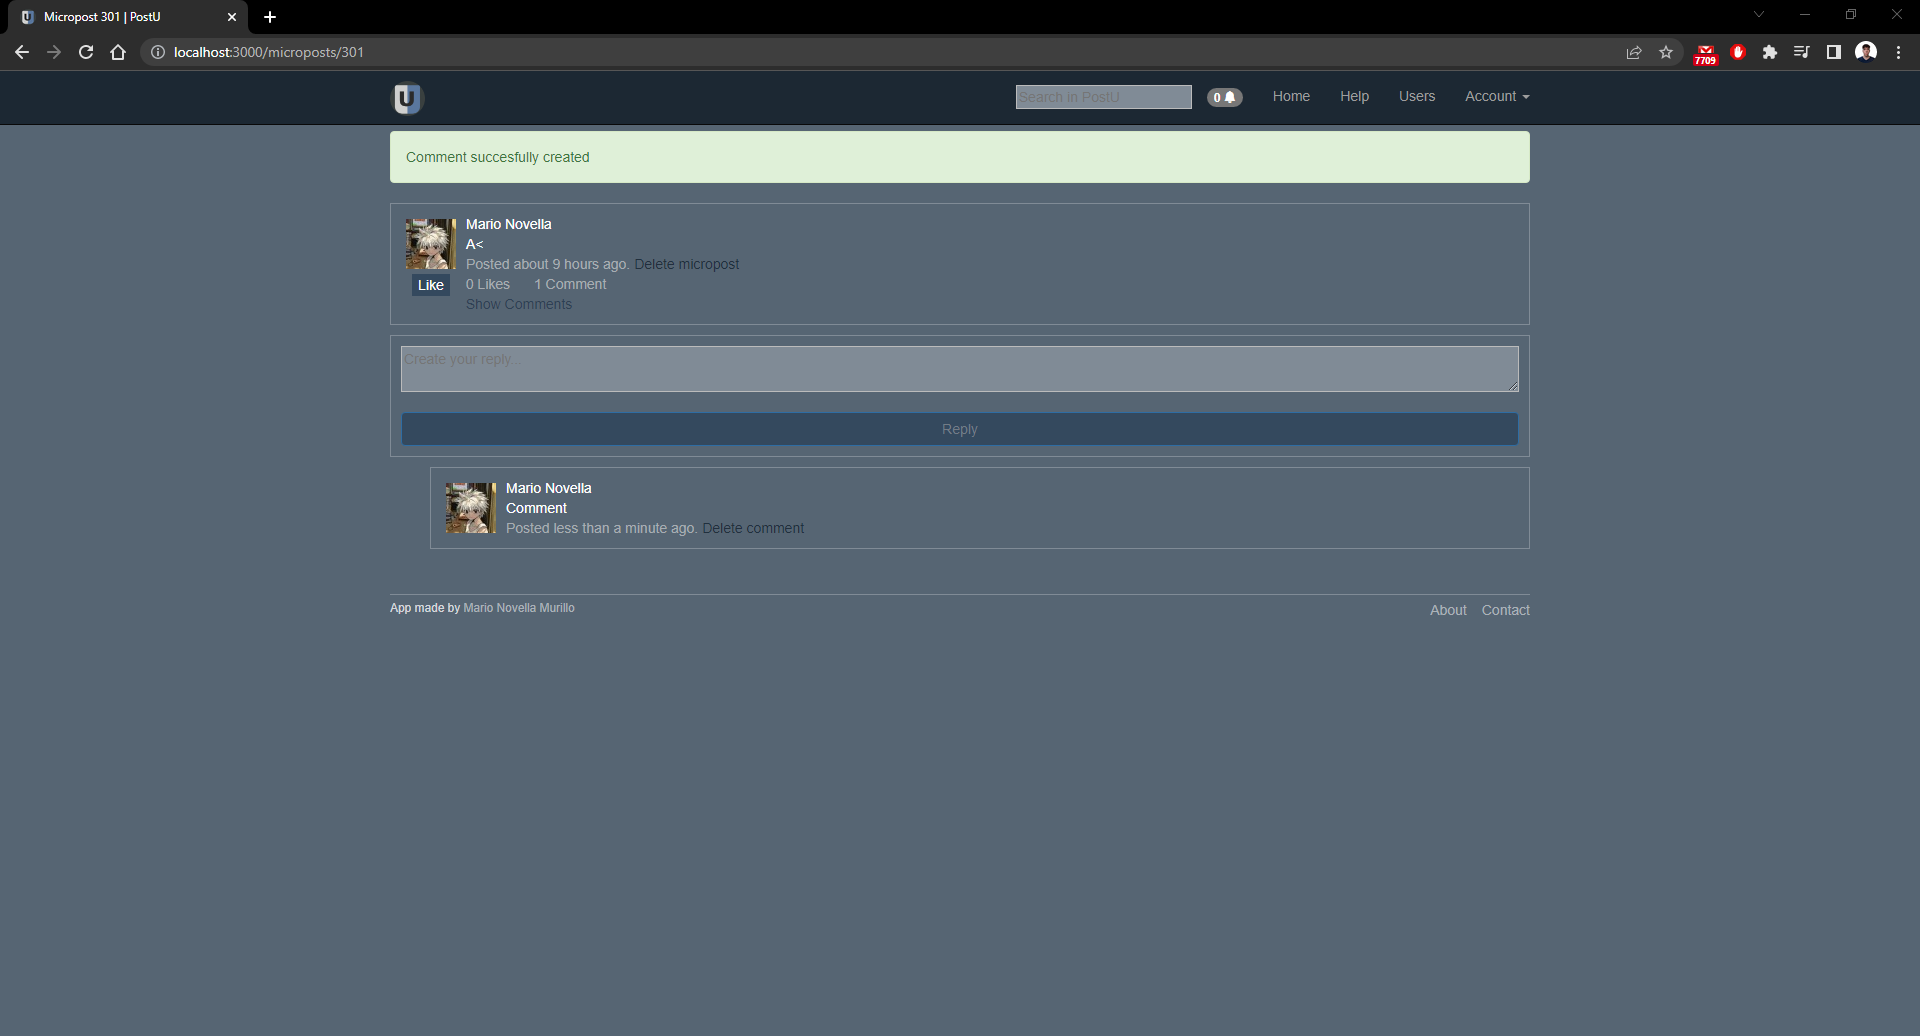 Micropost 301 | PostU
localhost:3000/microposts/301
7709
U
Search in PostU
0
Home
Help
Users
Account
Comment succesfully created
Mario Novella
A<
Posted about 9 hours ago. Delete micropost
Like
0 Likes 1 Comment
Show Comments
Create your reply...
Reply
Mario Novella
Comment
Posted less than a minute ago. Delete comment
App made by Mario Novella Murillo
About Contact